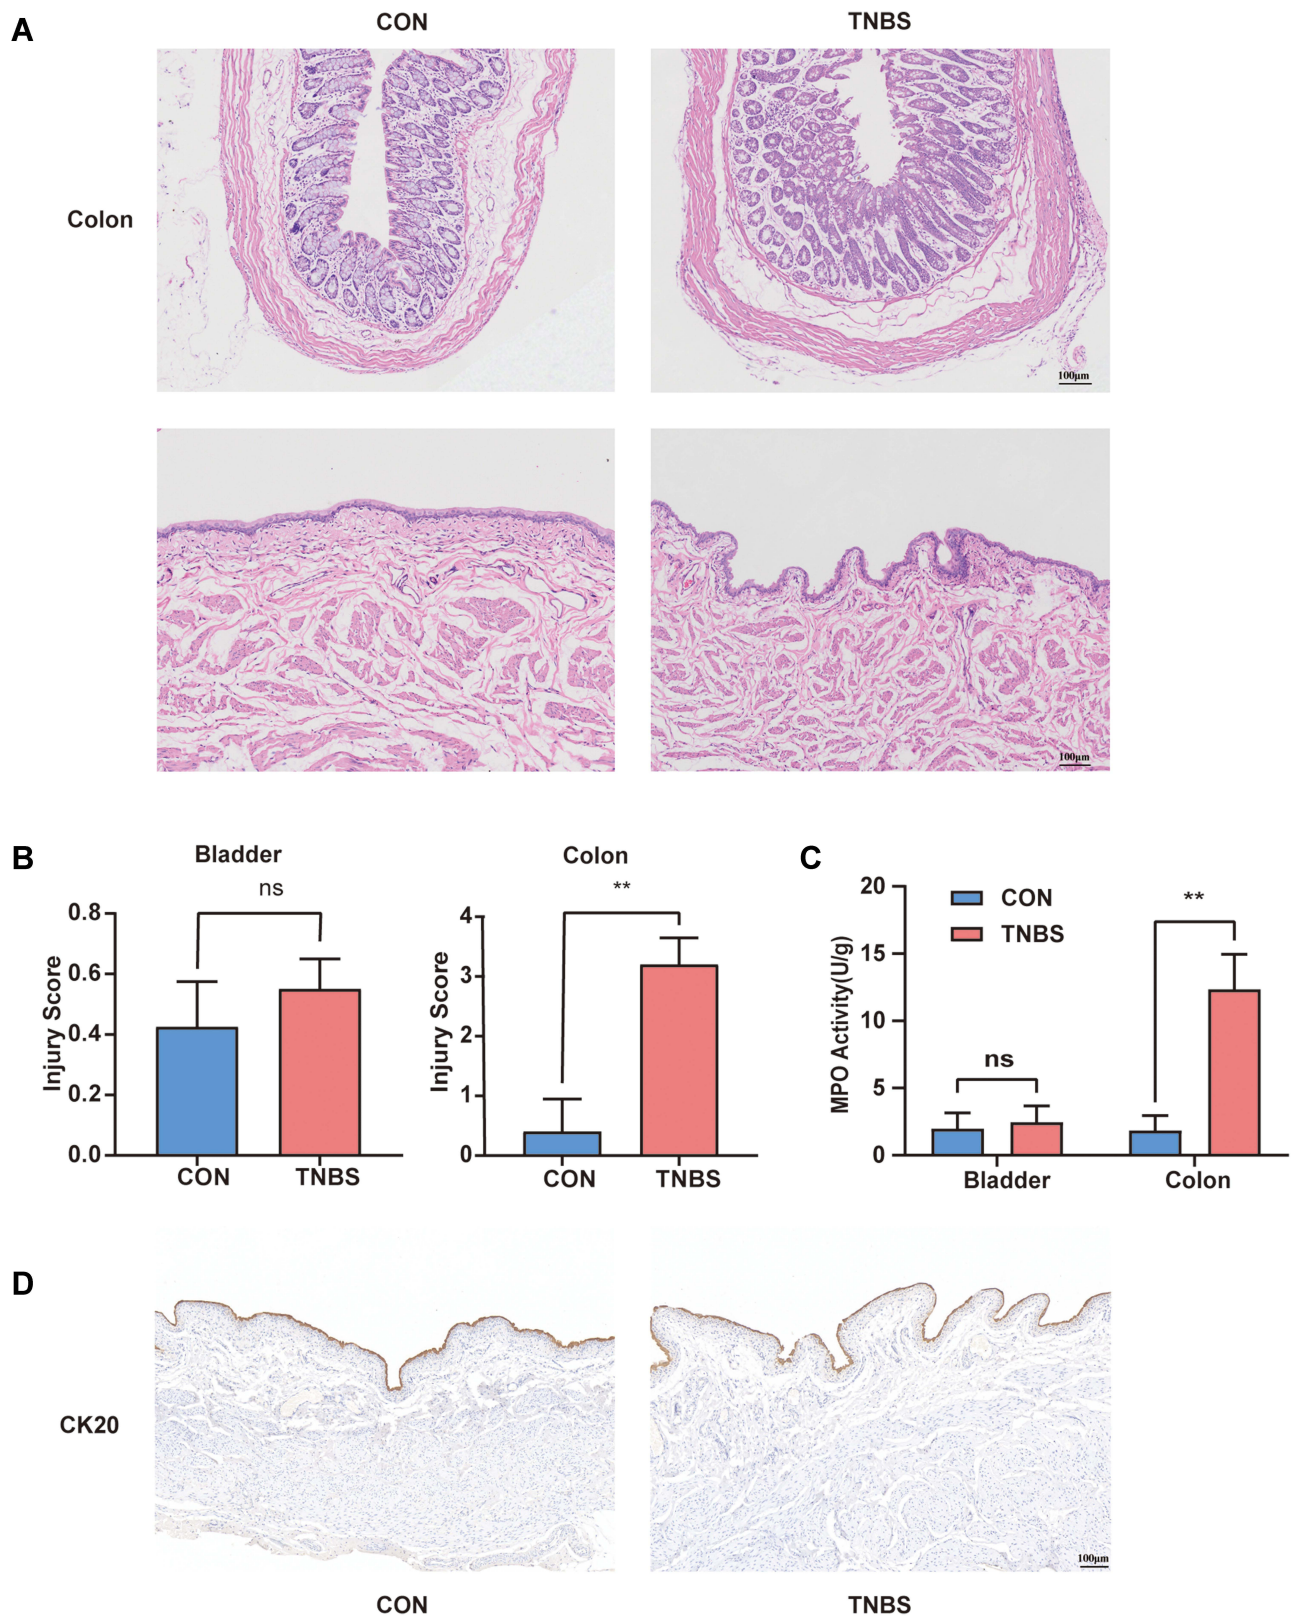 A
CON
TNBS
Colon
100μm
100μm
B
Bladder
ns
0.8
0.6
0.4
0.2
0.0
Injury Score
CON
TNBS
Colon
**
4
3
2
1
0
Injury Score
CON
TNBS
C
20
15
10
5
0
MPO Activity(U/g)
CON
TNBS
ns
**
Bladder
Colon
D
CK20
100μm
CON
TNBS